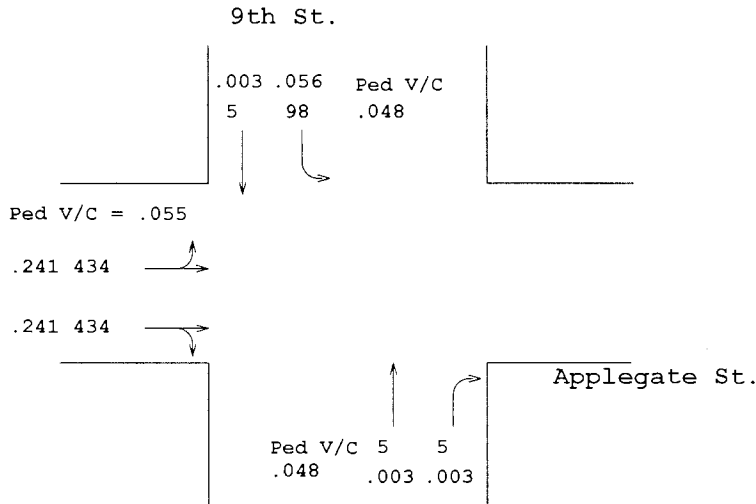 9th St.
.003 .056 Ped V/C
5 98 .048
Ped V/C = .055
.241 434
.241 434
Applegate St.
Ped V/C 5 5
.048 .003 .003